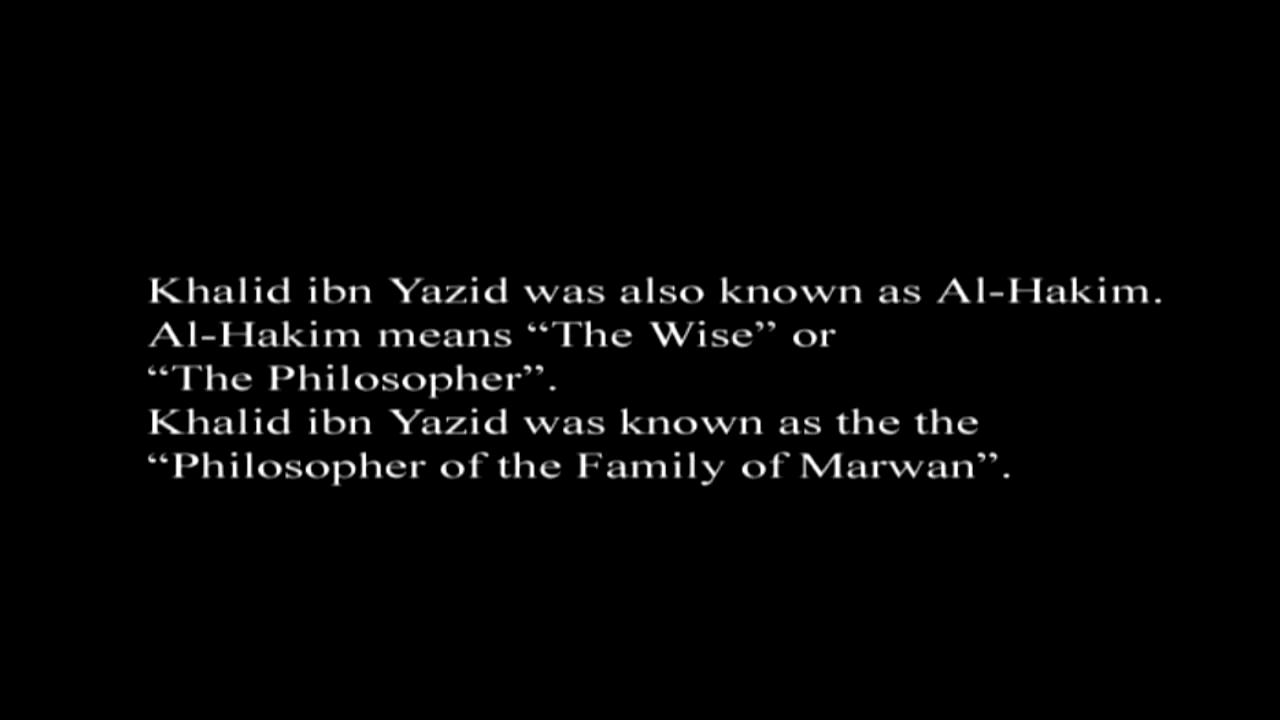 Khalid ibn Yazid was also known as Al-Hakim.
Al-Hakim means “The Wise” or
“The Philosopher”.
Khalid ibn Yazid was known as the the
“Philosopher of the Family of Marwan”.